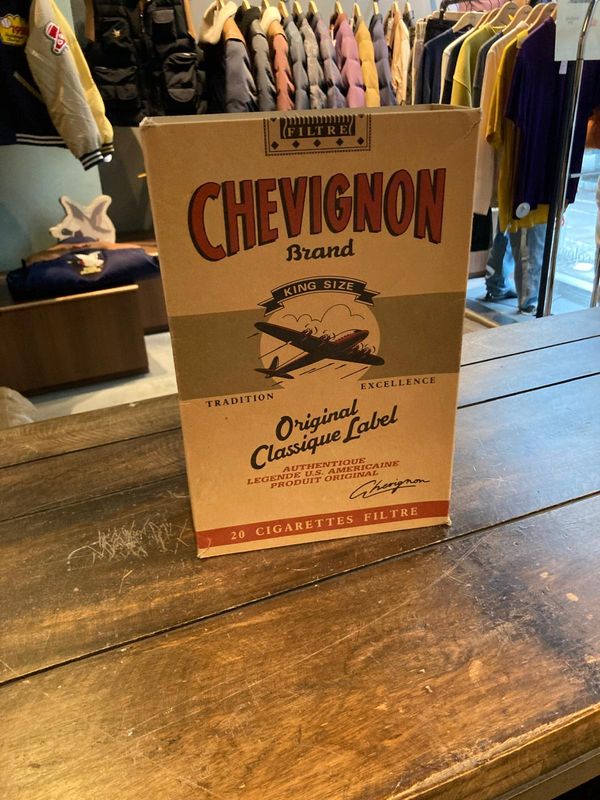 FILTRE
CHEVIGNON
Brand
KING SIZE
TRADITION
EXCELLENCE
Original
Classique Label
AUTHENTIQUE
LEGENDE U.S. AMERICAINE
PRODUIT ORIGINAL
Chevignon
20 CIGARETTES FILTRE